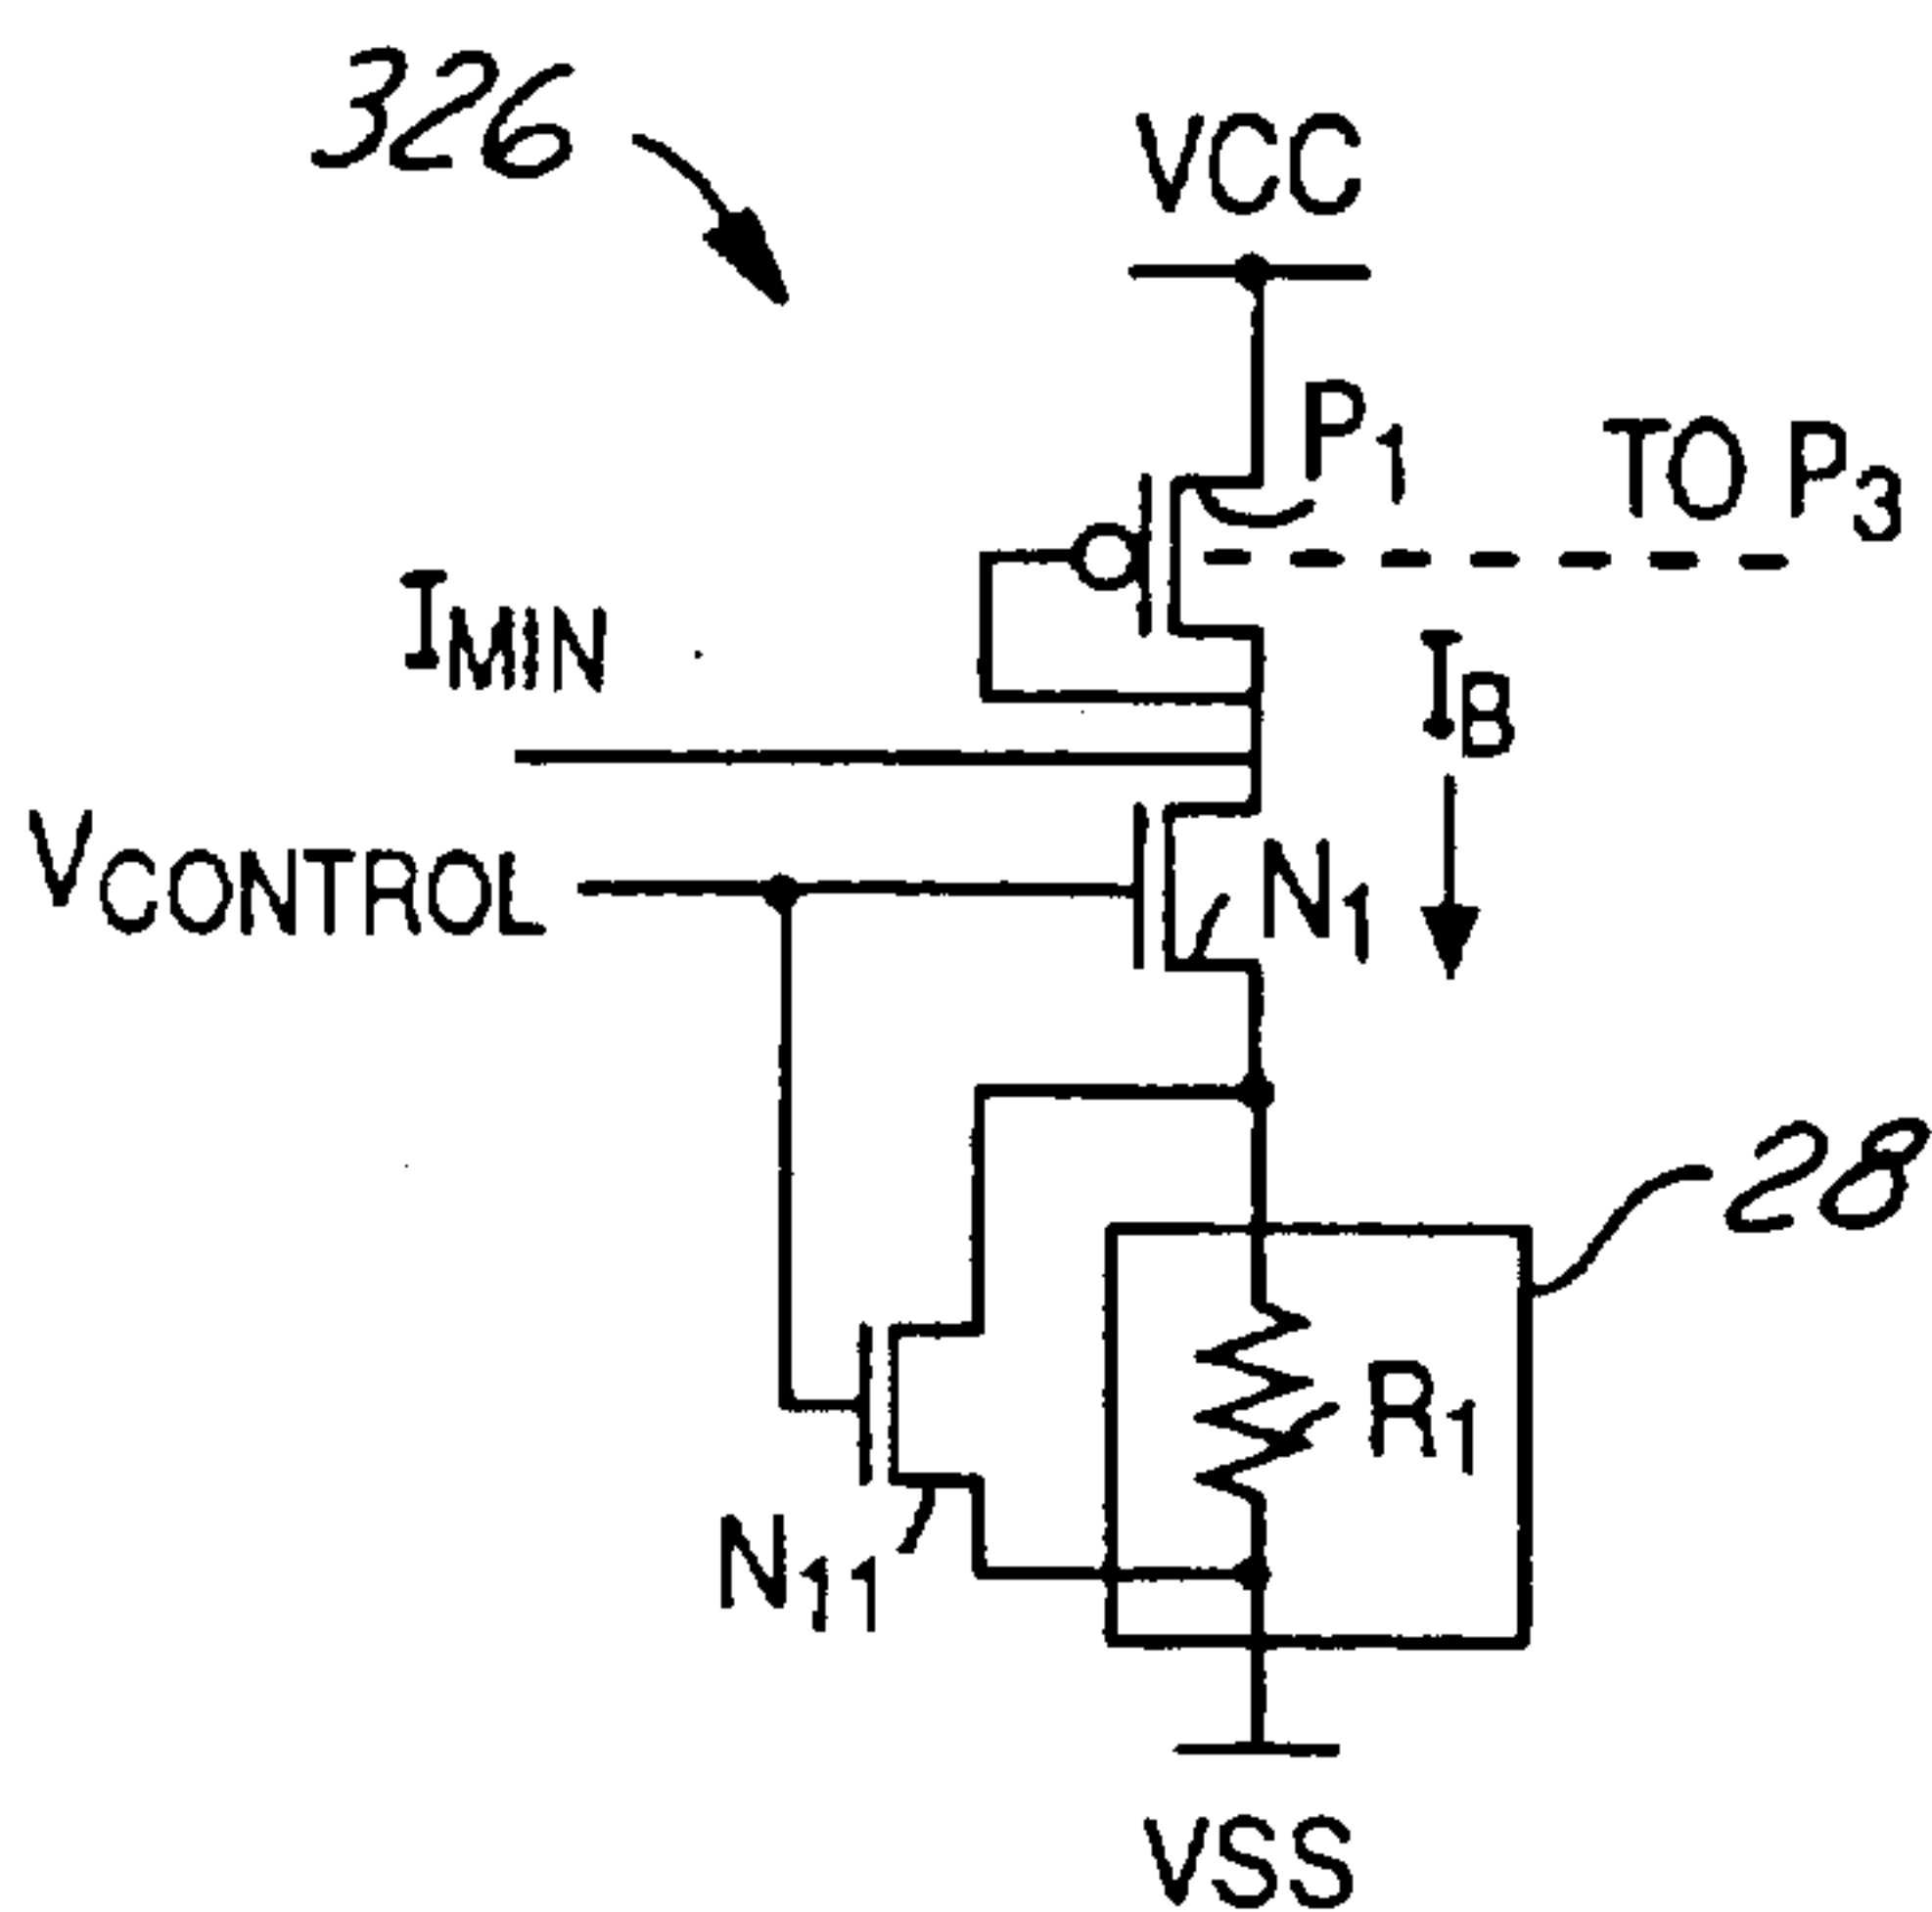 326
VCC
P1
TO P3
IMIN
IB
VCONTROL
N1
28
R1
N11
VSS